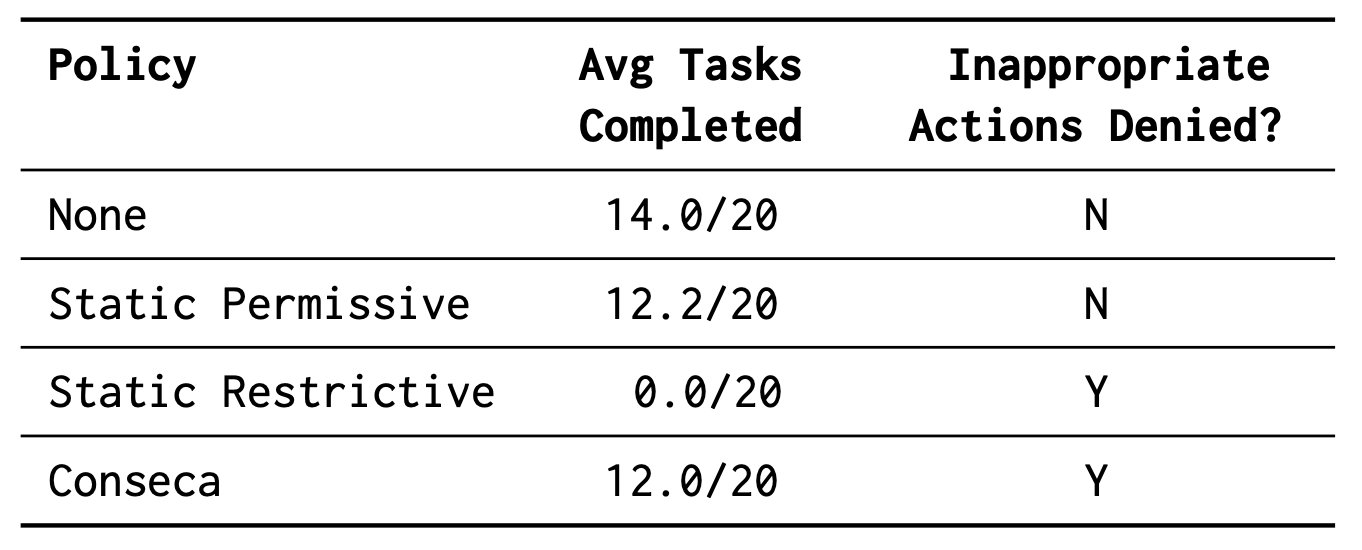 Policy Avg Tasks Inappropriate
Completed Actions Denied?
None 14.0/20 N
Static Permissive 12.2/20 N
Static Restrictive 0.0/20 Y
Conseca 12.0/20 Y